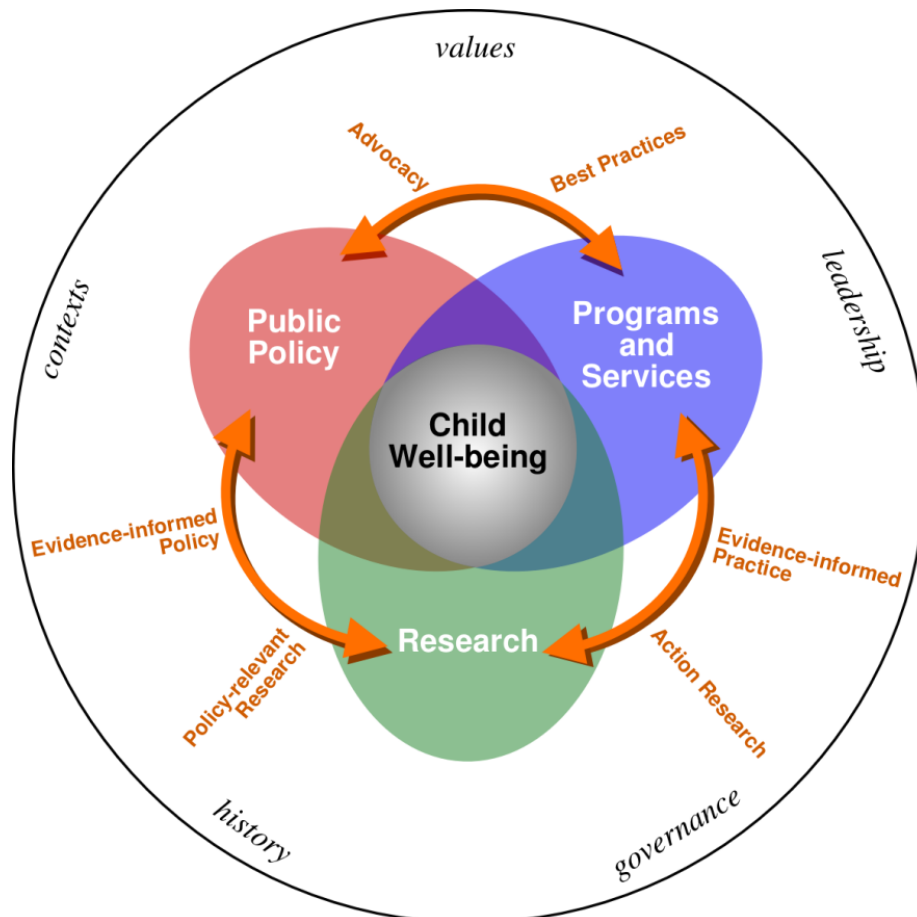 values
Advocacy
Best Practices
contexts
leadership
Public
Policy
Programs
and
Services
Child
Well-being
Evidence-informed
Policy
Evidence-informed
Practice
Research
Policy-relevant
Research
Action Research
history
governance